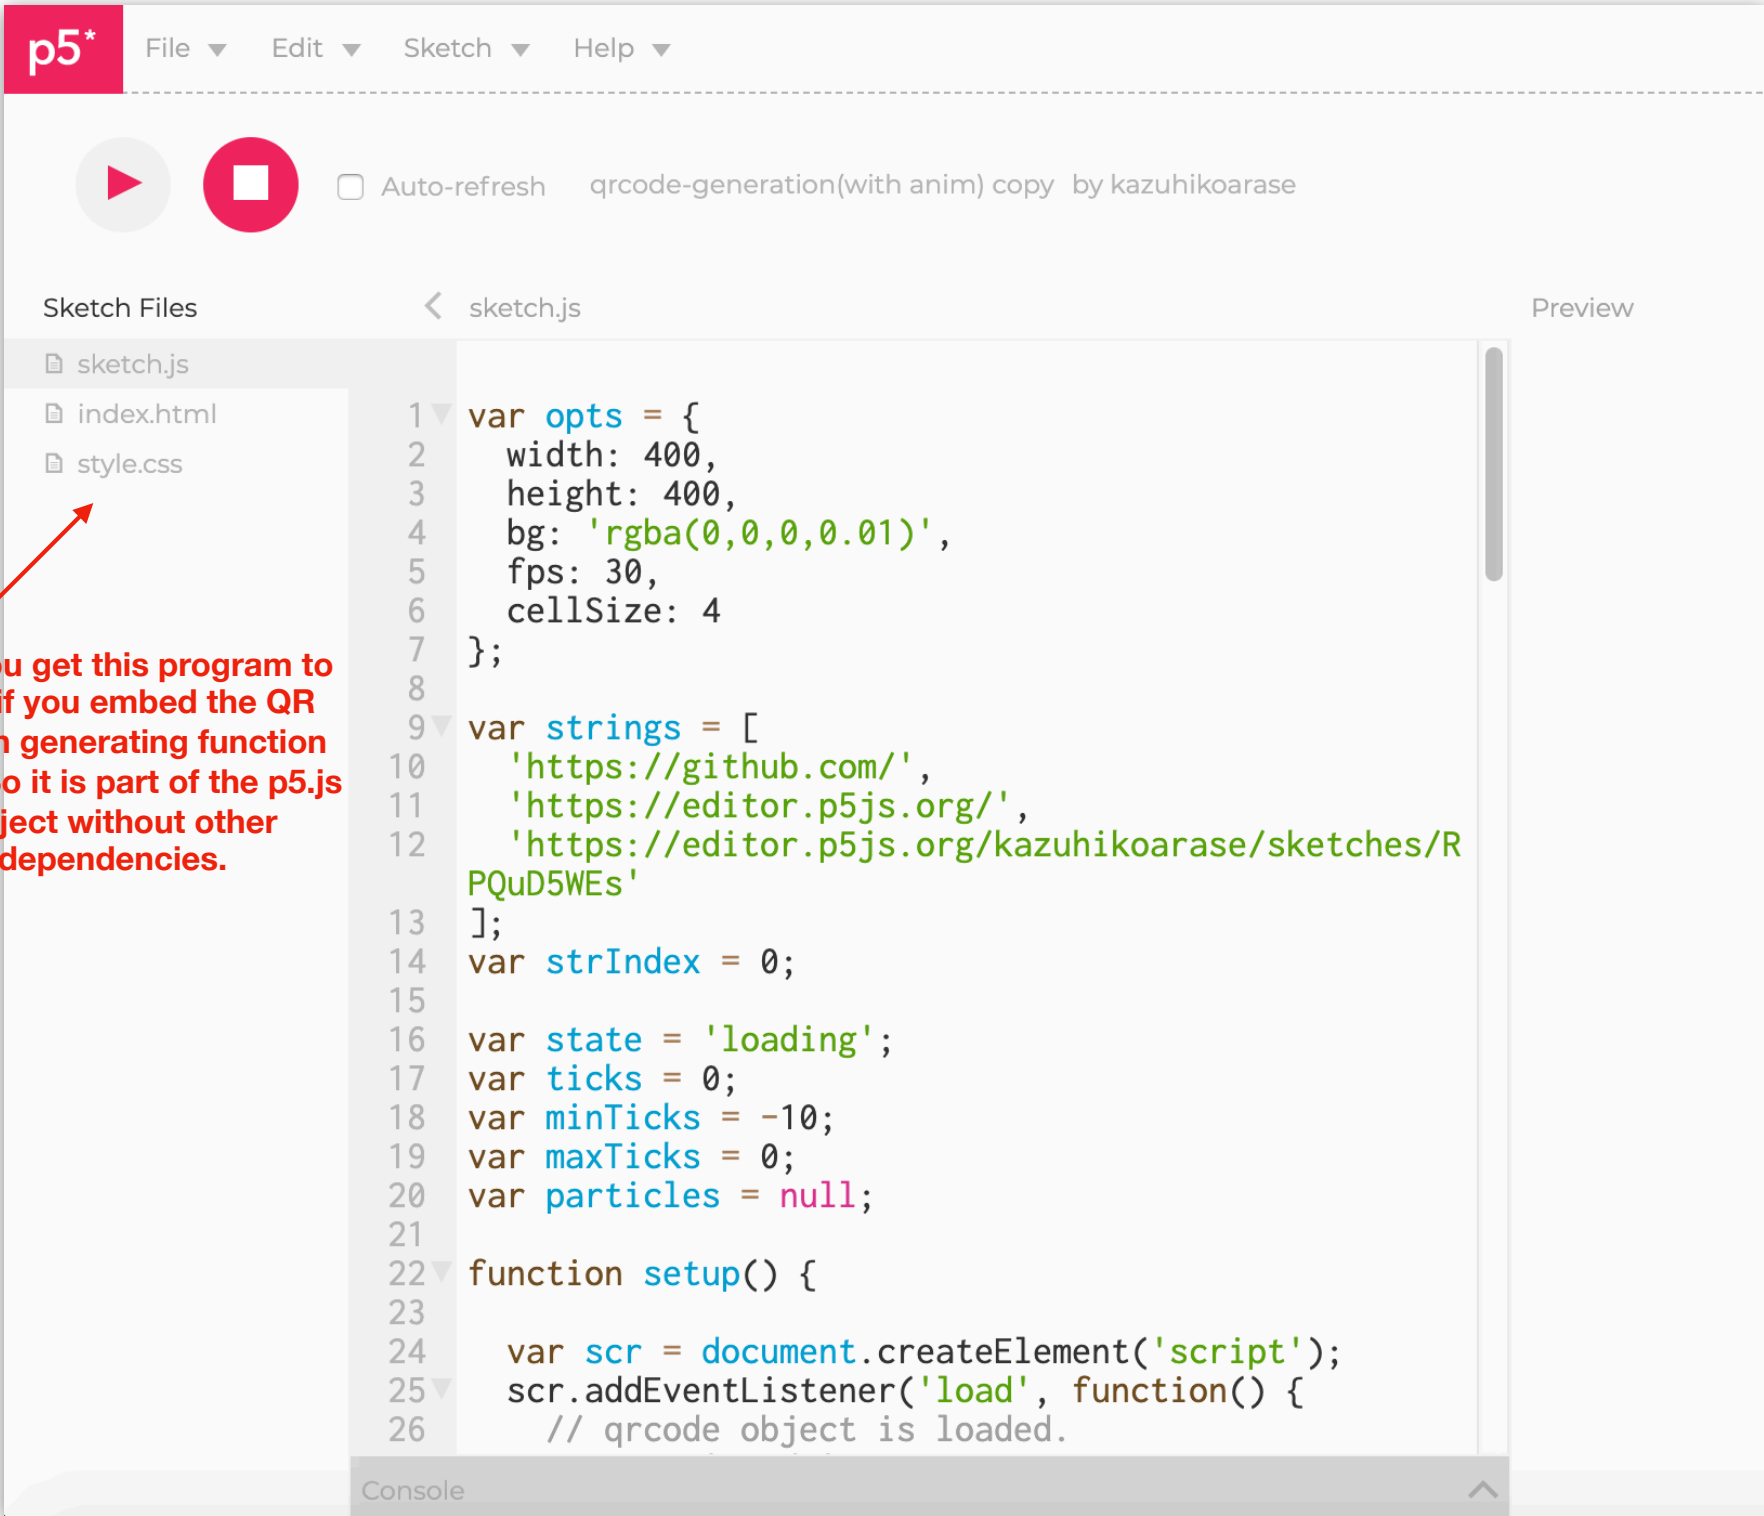 p5* File Edit Sketch Help
Auto-refresh qrcode-generation(with anim) copy by kazuhikoarase
Sketch Files
sketch.js
Preview
sketch.js
index.html
style.css
u get this program to
if you embed the QR
n generating function
o it is part of the p5.js
ject without other
dependencies.
1 var opts = {
2 width: 400,
3 height: 400,
4 bg: 'rgba(0,0,0,0.01)',
5 fps: 30,
6 cellSize: 4
7 };
8
9 var strings = [
10 'https://github.com/',
11 'https://editor.p5js.org/',
12 'https://editor.p5js.org/kazuhikoarase/sketches/R
PQuD5WEs'
13 ];
14 var strIndex = 0;
15
16 var state = 'loading';
17 var ticks = 0;
18 var minTicks = -10;
19 var maxTicks = 0;
20 var particles = null;
21
22 function setup() {
23
24 var scr = document.createElement('script');
25 scr.addEventListener('load', function() {
26 // qrcode object is loaded.
Console